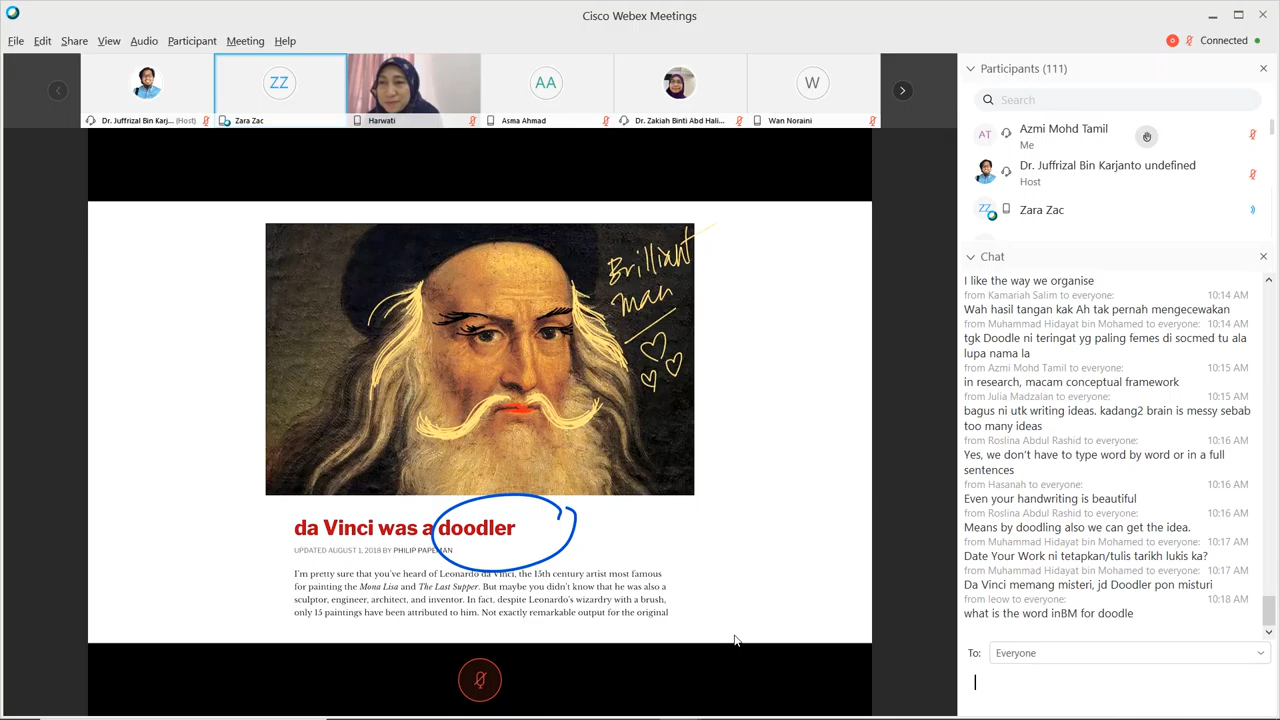 Cisco Webex Meetings
File Edit Share View Audio Participant Meeting Help
Connected
ZZ
AA
W
Dr. Juffrizal Bin Karj... (Host)
Zara Zac
Harwati
Asma Ahmad
Dr. Zakiah Binti Abd Hali...
Wan Noraini
Brilliant
man
da Vinci was a doodler
UPDATED AUGUST 1, 2018 BY PHILIP PAPEMAN
I'm pretty sure that you've heard of Leonardo da Vinci, the 15th century artist most famous
for painting the Mona Lisa and The Last Supper. But maybe you didn't know that he was also a
sculptor, engineer, architect, and inventor. In fact, despite Leonardo's wizardry with a brush,
only 15 paintings have been attributed to him. Not exactly remarkable output for the original
Participants (111)
Search
AT
Azmi Mohd Tamil
Me
Dr. Juffrizal Bin Karjanto undefined
Host
ZZ
Zara Zac
Chat
I like the way we organise
from Kamariah Salim to everyone: 10:14 AM
Wah hasil tangan kak Ah tak pernah mengecewakan
from Muhammad Hidayat bin Mohamed to everyone: 10:14 AM
tgk Doodle ni teringat yg paling femes di socmed tu ala
lupa nama la
from Azmi Mohd Tamil to everyone: 10:15 AM
in research, macam conceptual framework
from Julia Madzalan to everyone: 10:15 AM
bagus ni utk writing ideas. kadang2 brain is messy sebab
too many ideas
from Roslina Abdul Rashid to everyone: 10:16 AM
Yes, we don't have to type word by word or in a full
sentences
from Hasanah to everyone: 10:16 AM
Even your handwriting is beautiful
from Roslina Abdul Rashid to everyone: 10:16 AM
Means by doodling also we can get the idea.
from Muhammad Hidayat bin Mohamed to everyone: 10:17 AM
Date Your Work ni tetapkan/tulis tarikh lukis ka?
from Muhammad Hidayat bin Mohamed to everyone: 10:17 AM
Da Vinci memang misteri, jd Doodler pon misturi
from leow to everyone: 10:18 AM
what is the word inBM for doodle
To: Everyone